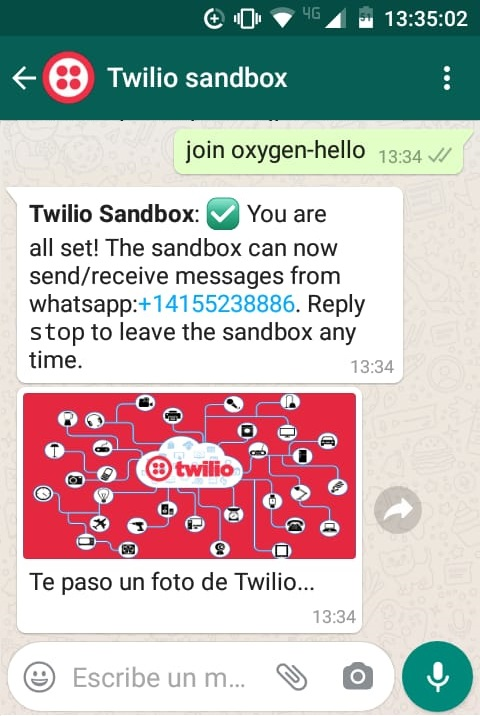 4G 13:35:02
Twilio sandbox
join oxygen-hello 13:34
Twilio Sandbox: ✅ You are
all set! The sandbox can now
send/receive messages from
whatsapp:+14155238886. Reply
stop to leave the sandbox any
time. 13:34
twilio
Te paso un foto de Twilio...
13:34
Escribe un m...